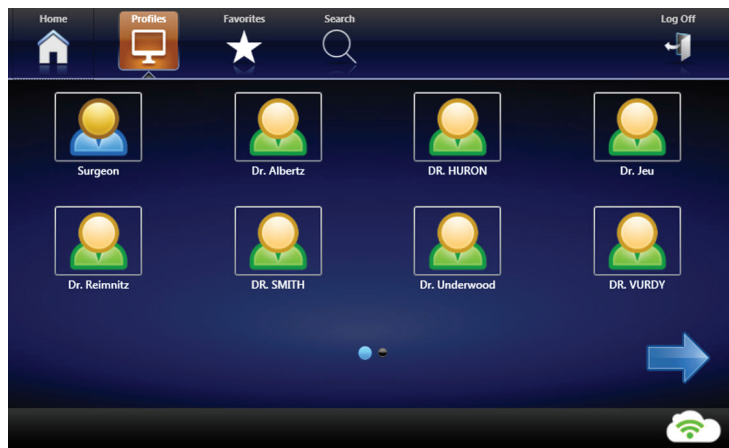 Home Profiles Favorites Search Log Off
Surgeon Dr. Albertz DR. HURON Dr. Jeu
Dr. Reimnitz DR. SMITH Dr. Underwood DR. VURDY